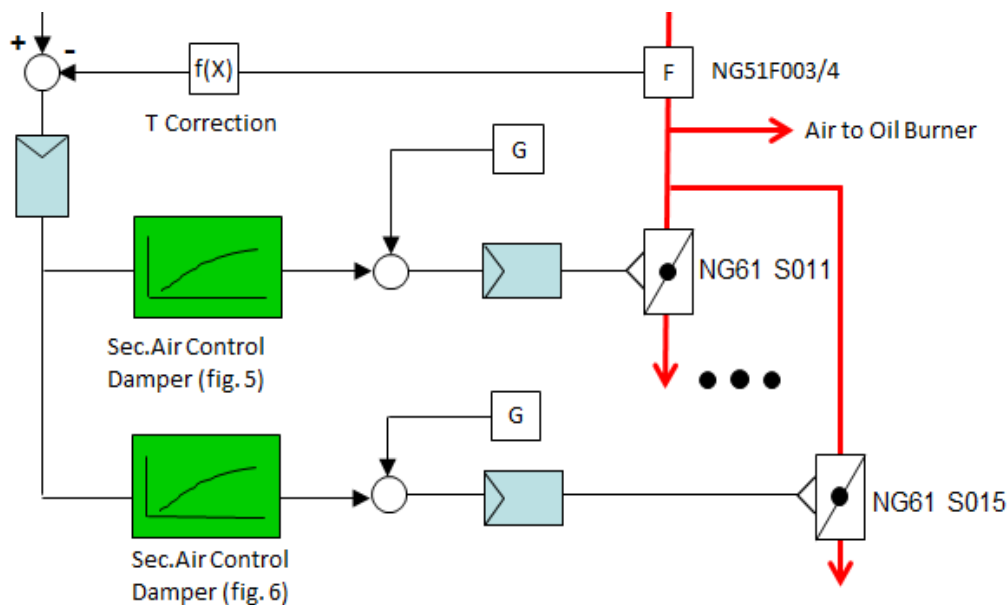 +
-
f(X)
F
NG51F003/4
T Correction
Air to Oil Burner
G
NG61 S011
Sec.Air Control
Damper (fig. 5)
G
NG61 S015
Sec.Air Control
Damper (fig. 6)